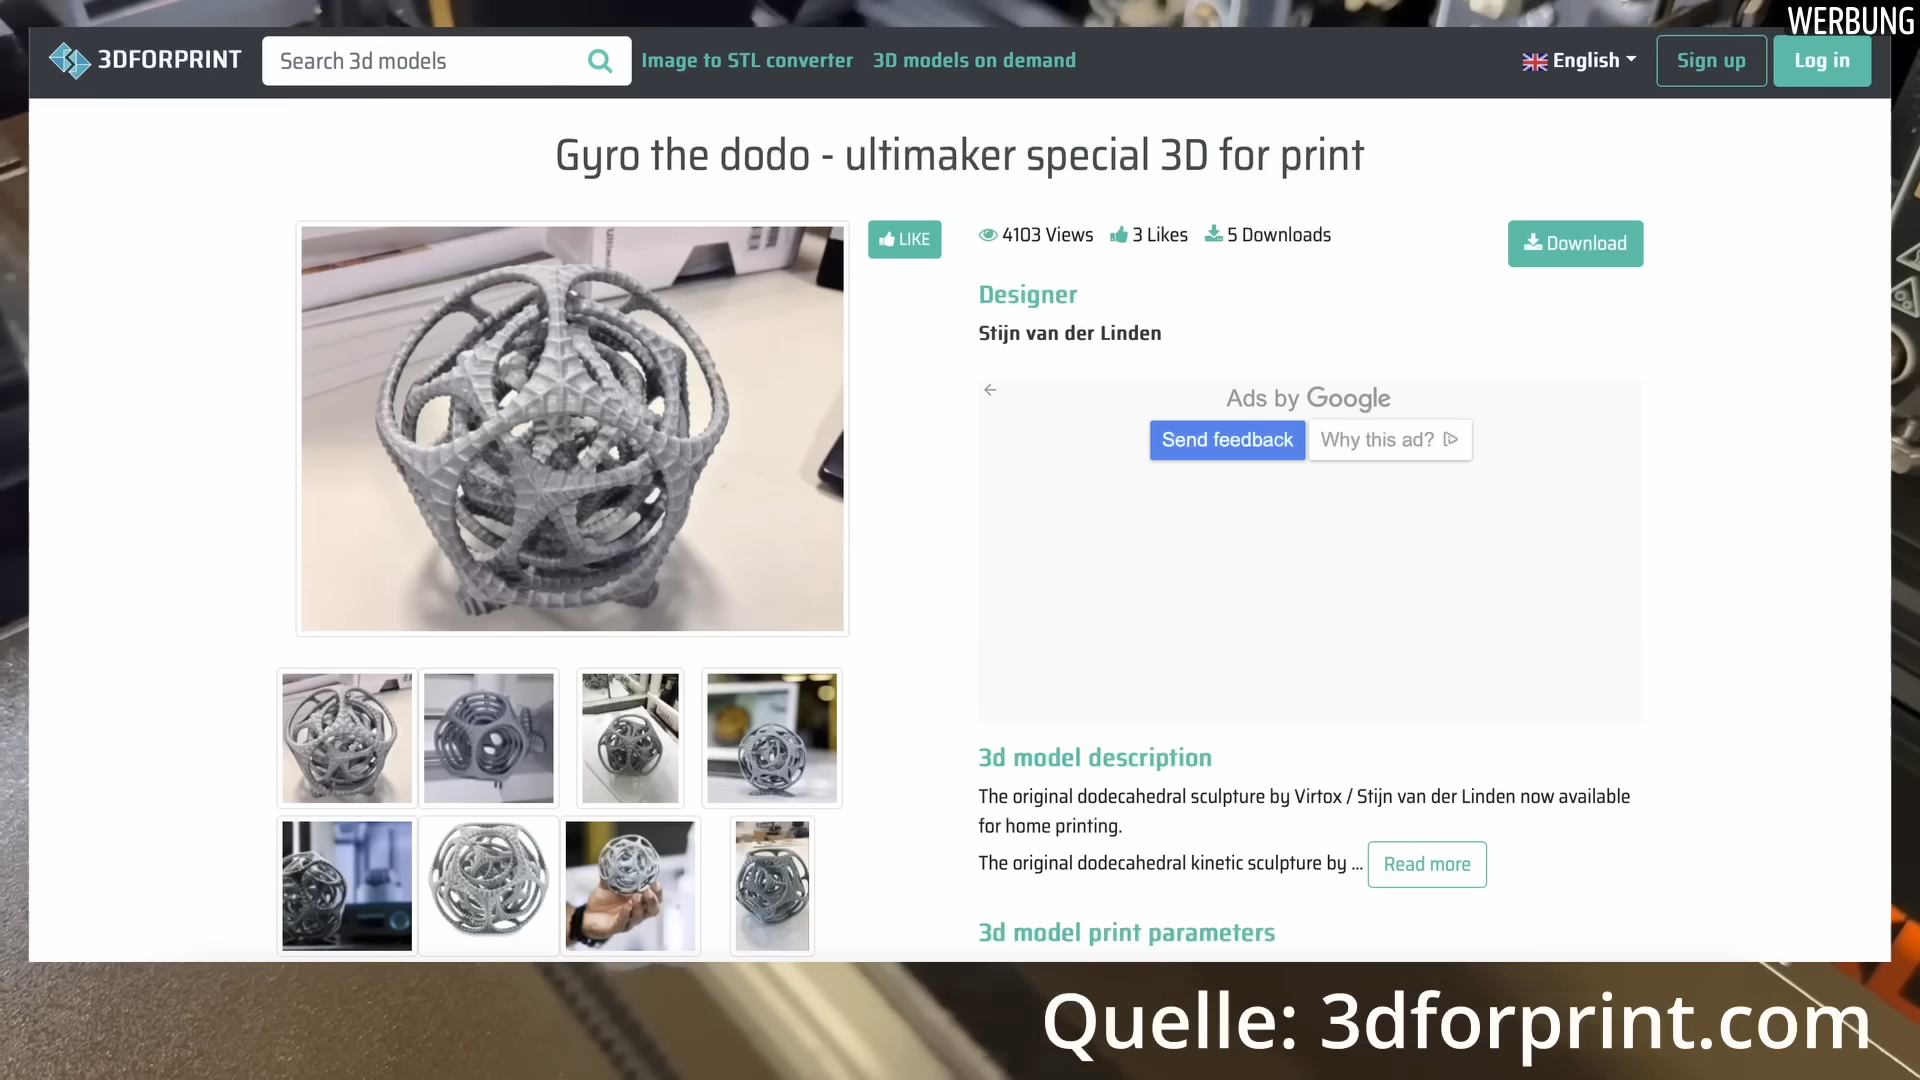 WERBUNG
3DFORPRINT
Search 3d models
Image to STL converter
3D models on demand
English
Sign up
Log in
Gyro the dodo - ultimaker special 3D for print
LIKE
4103 Views
3 Likes
5 Downloads
Download
Designer
Stijn van der Linden
Ads by Google
Send feedback
Why this ad?
3d model description
The original dodecahedral sculpture by Virtox / Stijn van der Linden now available
for home printing.
The original dodecahedral kinetic sculpture by ...
Read more
3d model print parameters
Quelle: 3dforprint.com